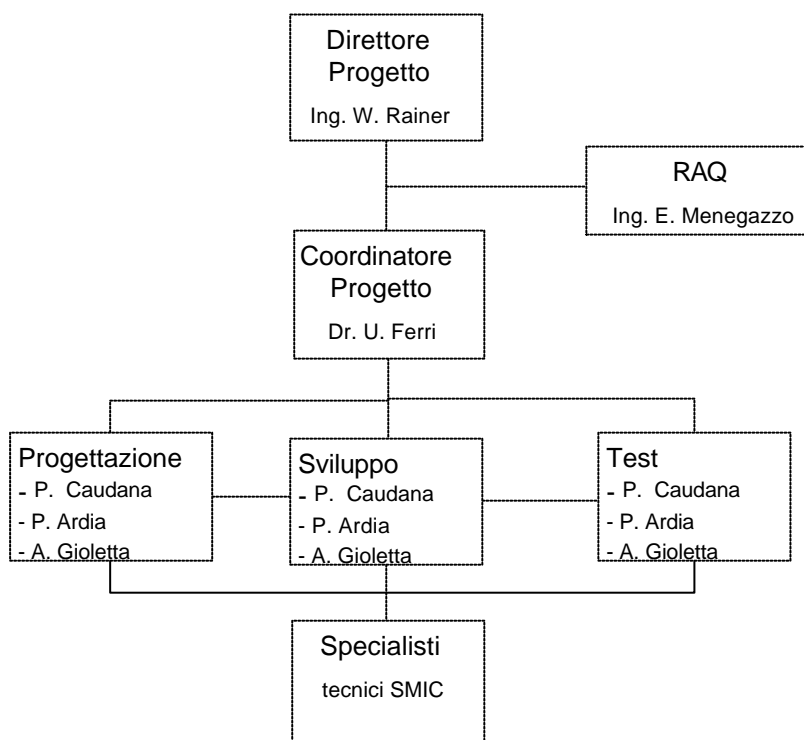 Direttore
Progetto
Ing. W. Rainer
RAQ
Ing. E. Menegazzo
Coordinatore
Progetto
Dr. U. Ferri
Progettazione
- P. Caudana
- P. Ardia
- A. Gioletta
Sviluppo
- P. Caudana
- P. Ardia
- A. Gioletta
Test
- P. Caudana
- P. Ardia
- A. Gioletta
Specialisti
tecnici SMIC